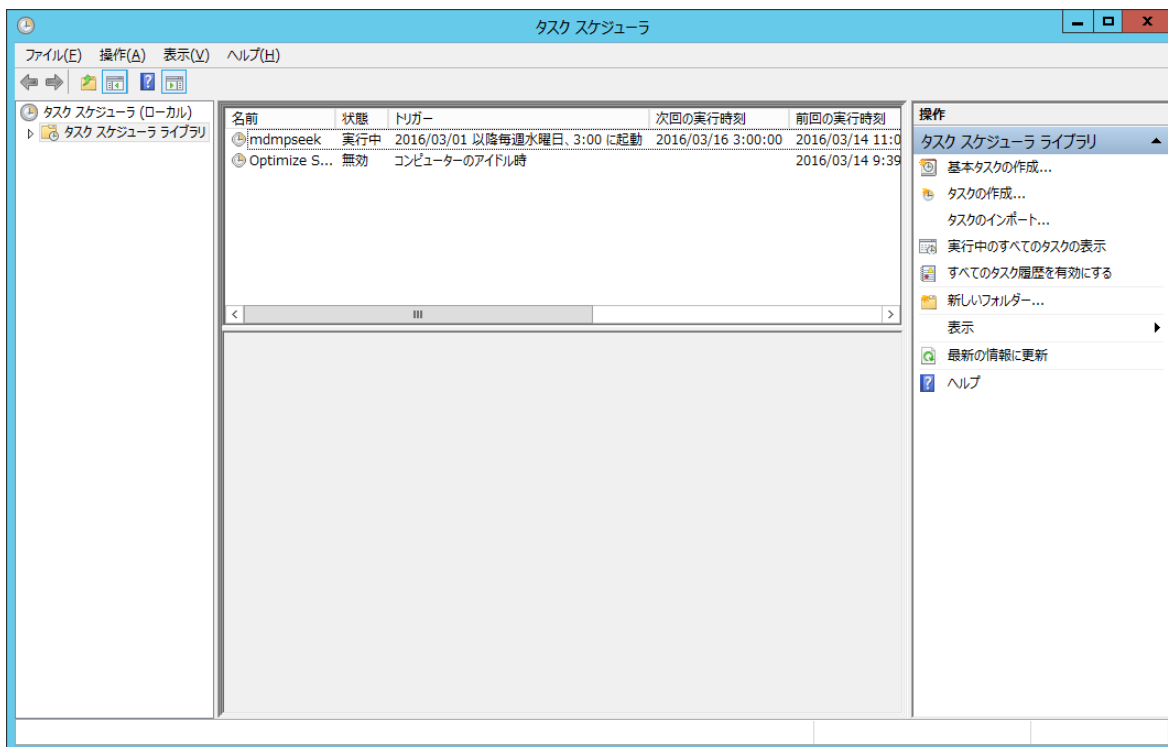 タスク スケジューラ
ファイル(F) 操作(A) 表示(V) ヘルプ(H)
タスク スケジューラ (ローカル)
タスク スケジューラ ライブラリ
名前 状態 トリガー 次回の実行時刻 前回の実行時刻
mdmpseek 実行中 2016/03/01 以降毎週水曜日、3:00 に起動 2016/03/16 3:00:00 2016/03/14 11:0
Optimize S... 無効 コンピューターのアイドル時 2016/03/14 9:39
操作
タスク スケジューラ ライブラリ
基本タスクの作成...
タスクの作成...
タスクのインポート...
実行中のすべてのタスクの表示
すべてのタスク履歴を有効にする
新しいフォルダー...
表示
最新の情報に更新
ヘルプ